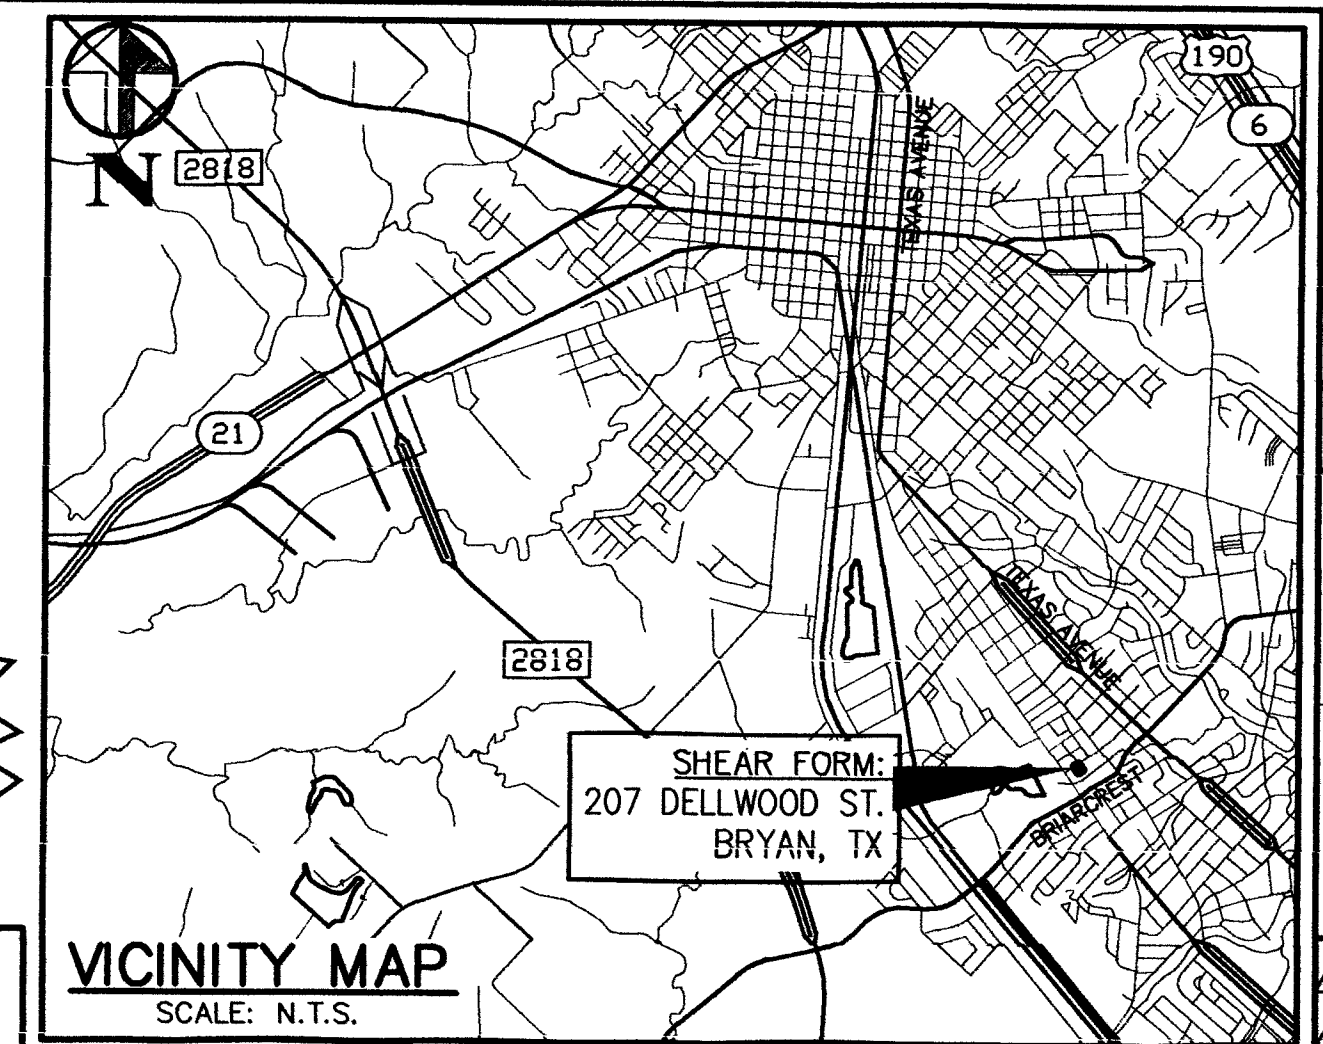 190
6
N
2818
TEXAS AVENUE
21
TEXAS AVENUE
2818
SHEAR FORM:
207 DELLWOOD ST.
BRYAN, TX
BRIARCREST
VICINITY MAP
SCALE: N.T.S.